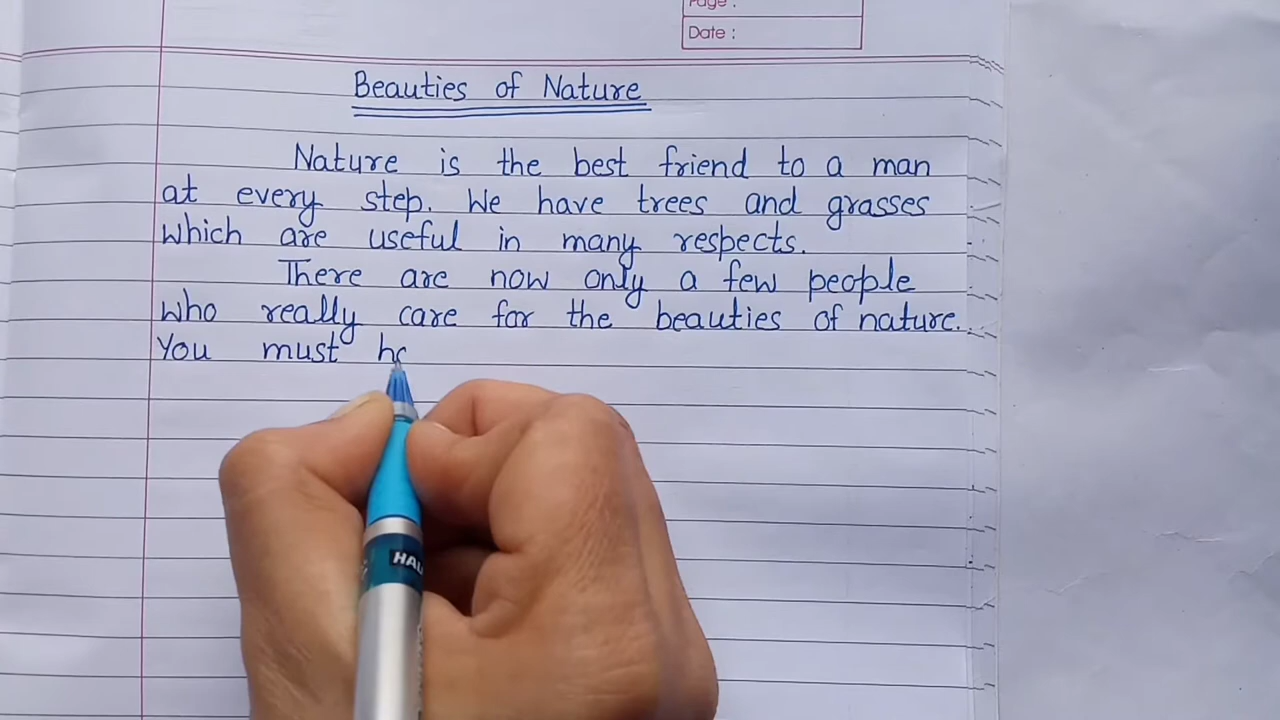 Page :
Date :
Beauties of Nature
Nature is the best friend to a man
at every step. We have trees and grasses
which are useful in many respects.
There are now only a few people
who really care for the beauties of nature.
You must